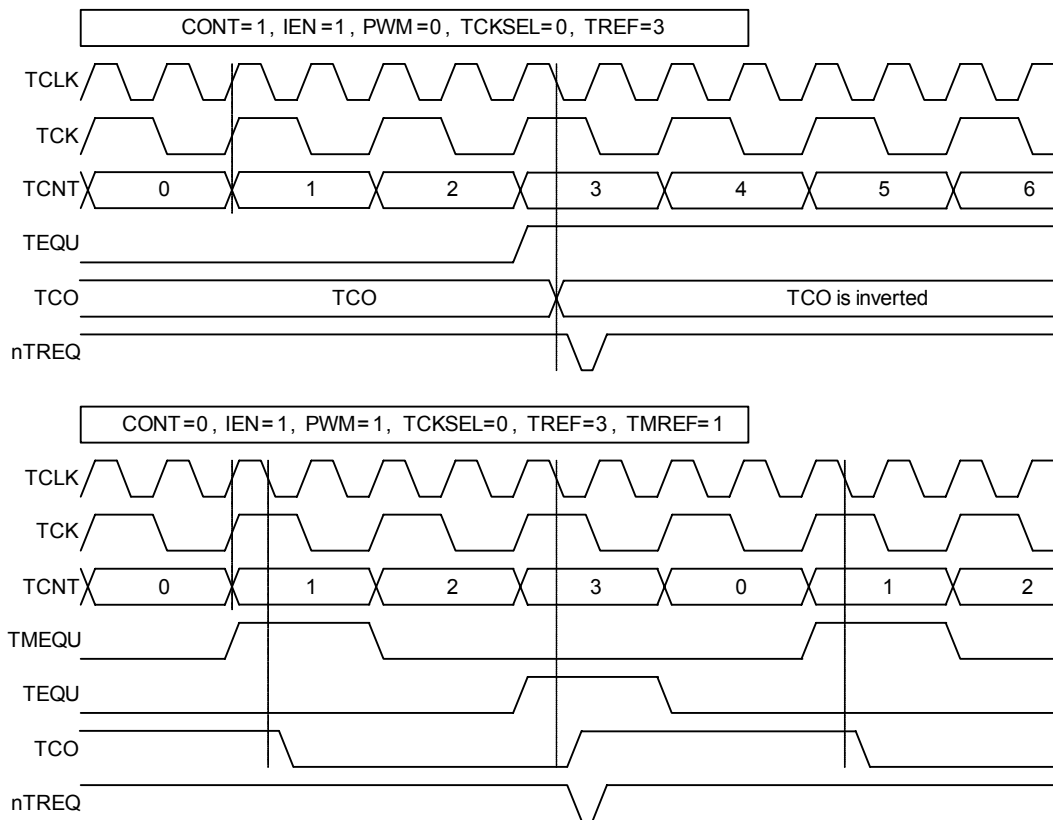 CONT=1, IEN=1, PWM=0, TCKSEL=0, TREF=3
TCLK
TCK
TCNT 0 1 2 3 4 5 6
TEQU
TCO TCO TCO is inverted
nTREQ
CONT=0, IEN=1, PWM=1, TCKSEL=0, TREF=3, TMREF=1
TCLK
TCK
TCNT 0 1 2 3 0 1 2
TMEQU
TEQU
TCO
nTREQ